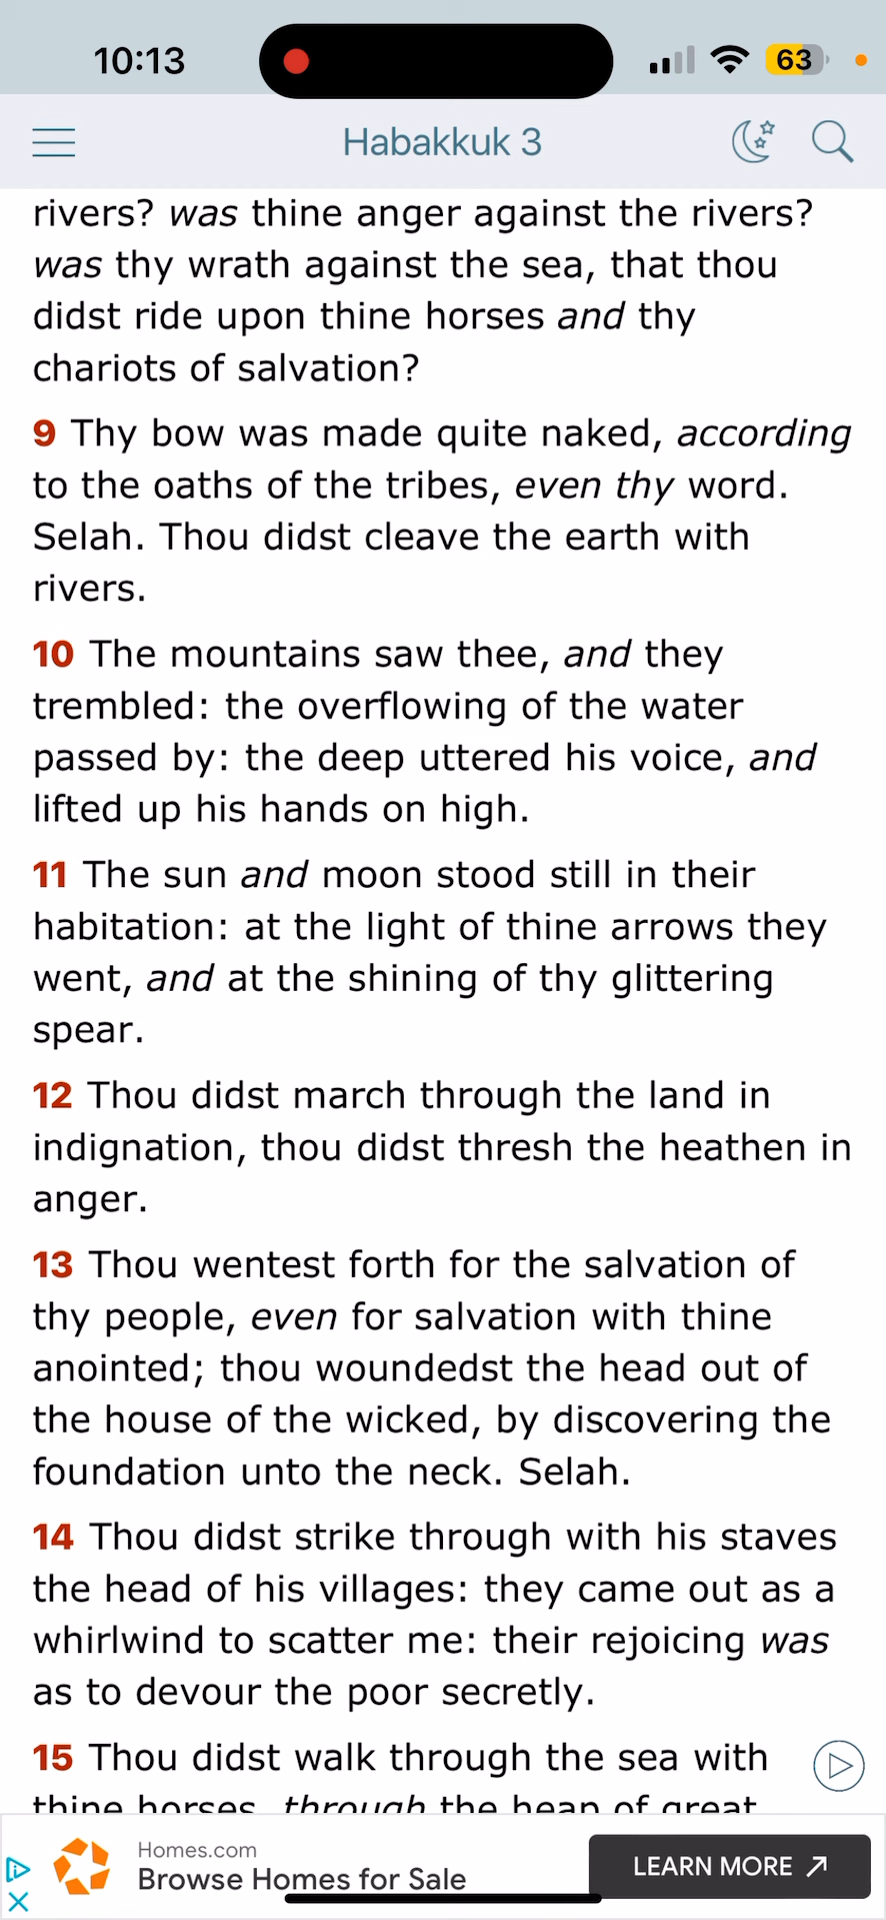 10:13
63
Habakkuk 3
rivers? was thine anger against the rivers?
was thy wrath against the sea, that thou
didst ride upon thine horses and thy
chariots of salvation?
9 Thy bow was made quite naked, according
to the oaths of the tribes, even thy word.
Selah. Thou didst cleave the earth with
rivers.
10 The mountains saw thee, and they
trembled: the overflowing of the water
passed by: the deep uttered his voice, and
lifted up his hands on high.
11 The sun and moon stood still in their
habitation: at the light of thine arrows they
went, and at the shining of thy glittering
spear.
12 Thou didst march through the land in
indignation, thou didst thresh the heathen in
anger.
13 Thou wentest forth for the salvation of
thy people, even for salvation with thine
anointed; thou woundedst the head out of
the house of the wicked, by discovering the
foundation unto the neck. Selah.
14 Thou didst strike through with his staves
the head of his villages: they came out as a
whirlwind to scatter me: their rejoicing was
as to devour the poor secretly.
15 Thou didst walk through the sea with
thine horses, through the heap of great
Homes.com
Browse Homes for Sale
LEARN MORE